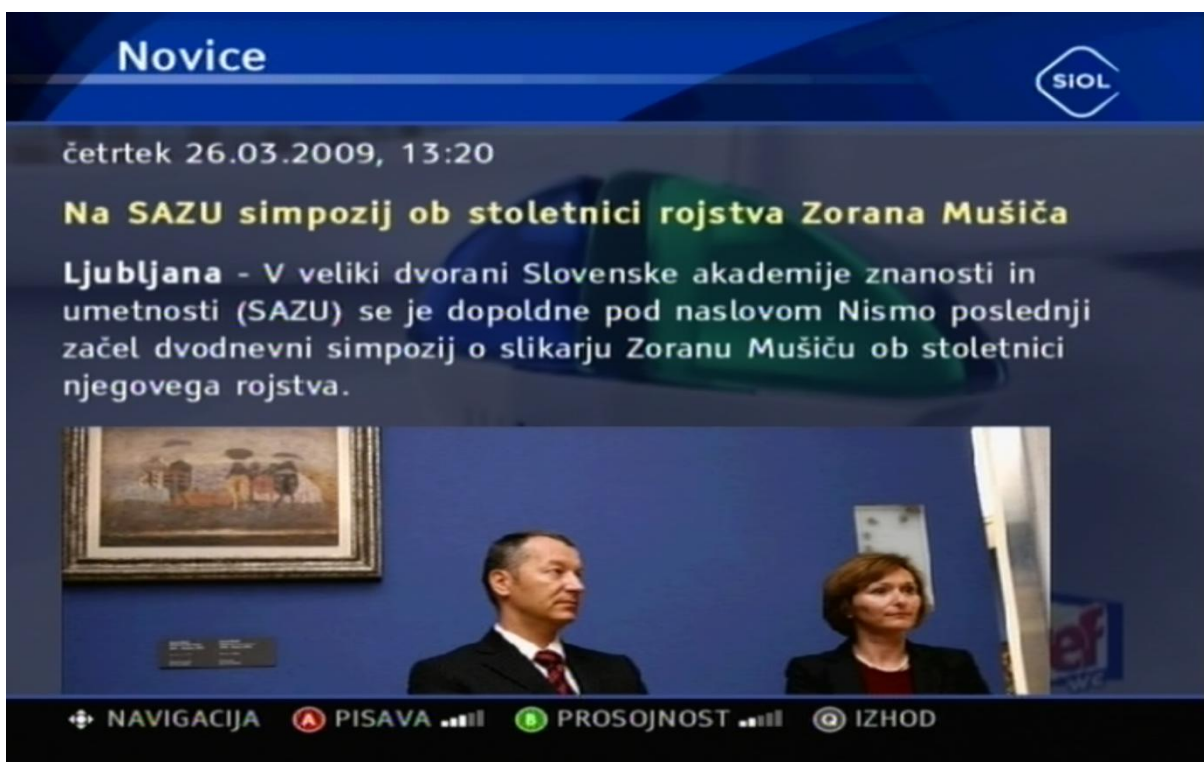 Novice
SiOL
četrtek 26.03.2009, 13:20
Na SAZU simpozij ob stoletnici rojstva Zorana Mušiča
Ljubljana - V veliki dvorani Slovenske akademije znanosti in
umetnosti (SAZU) se je dopoldne pod naslovom Nismo poslednji
začel dvodnevni simpozij o slikarju Zoranu Mušiču ob stoletnici
njegovega rojstva.
ef
WC
NAVIGACIJA A PISAVA B PROSOJNOST Q IZHOD